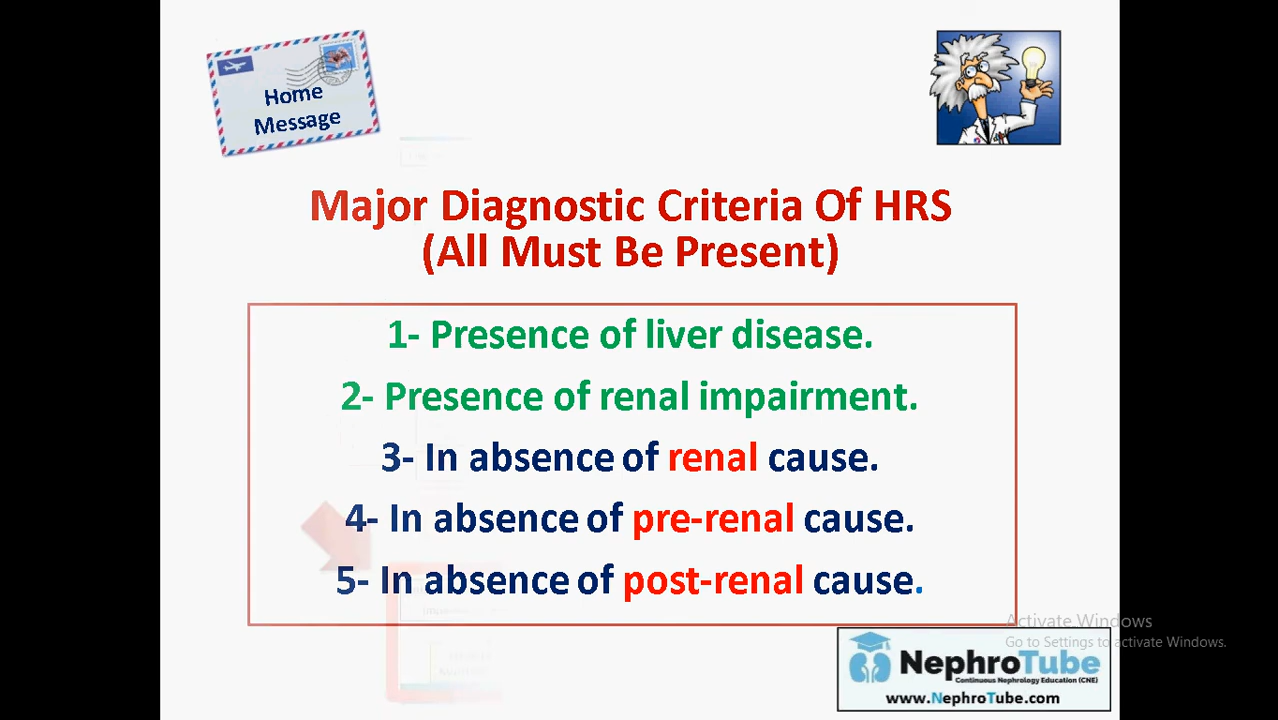 Home
Message
Major Diagnostic Criteria Of HRS
(All Must Be Present)
1- Presence of liver disease.
2- Presence of renal impairment.
3- In absence of renal cause.
4- In absence of pre-renal cause.
5- In absence of post-renal cause.
Activate Windows
Go to Settings to activate Windows.
NephroTube
Continuous Nephrology Education (CNE)
www.NephroTube.com